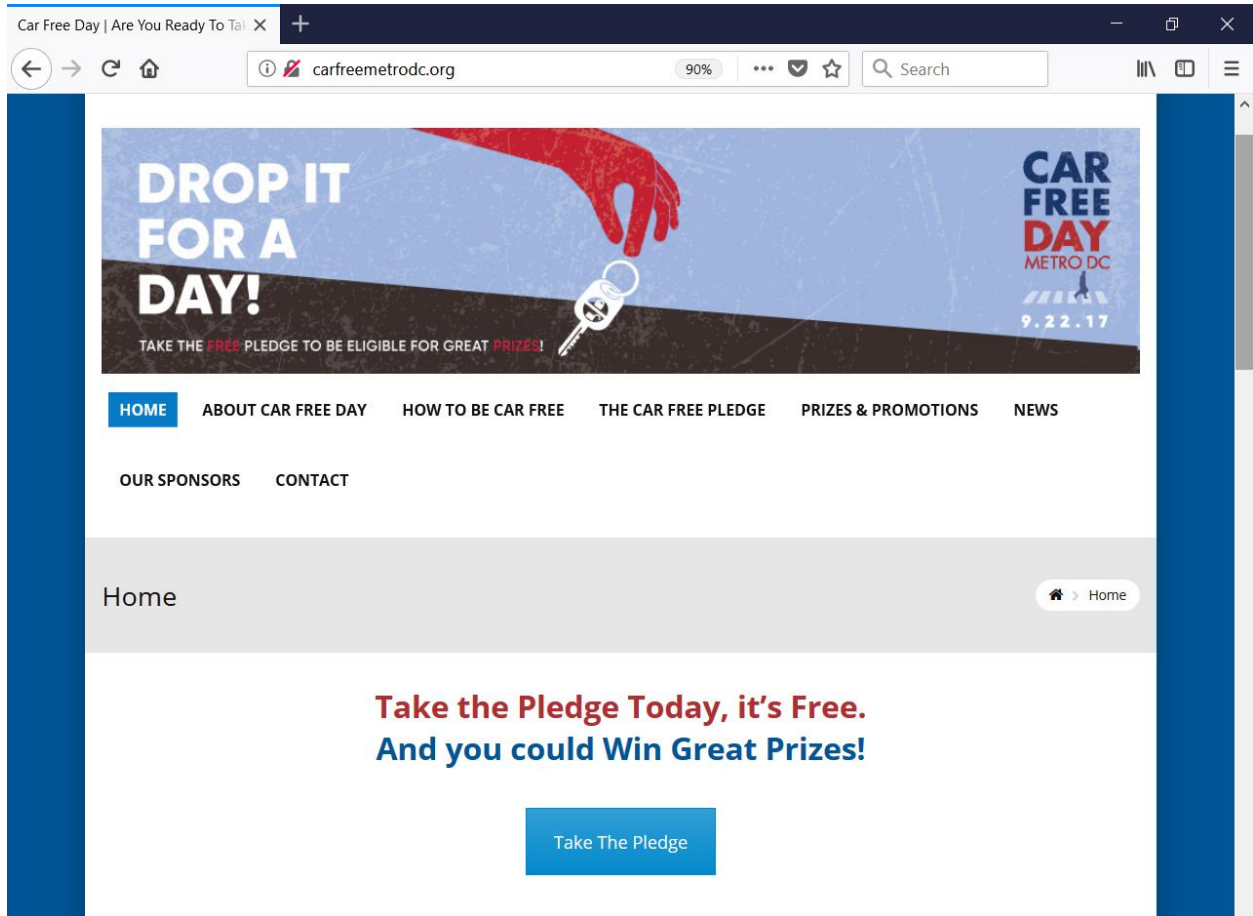 Car Free Day | Are You Ready To Tak
carfreemetrodc.org
90%
Search
DROP IT
FOR A
DAY!
TAKE THE FREE PLEDGE TO BE ELIGIBLE FOR GREAT PRIZES!
CAR
FREE
DAY
METRO DC
9.22.17
HOME ABOUT CAR FREE DAY HOW TO BE CAR FREE THE CAR FREE PLEDGE PRIZES & PROMOTIONS NEWS
OUR SPONSORS CONTACT
Home
Home
Take the Pledge Today, it's Free.
And you could Win Great Prizes!
Take The Pledge